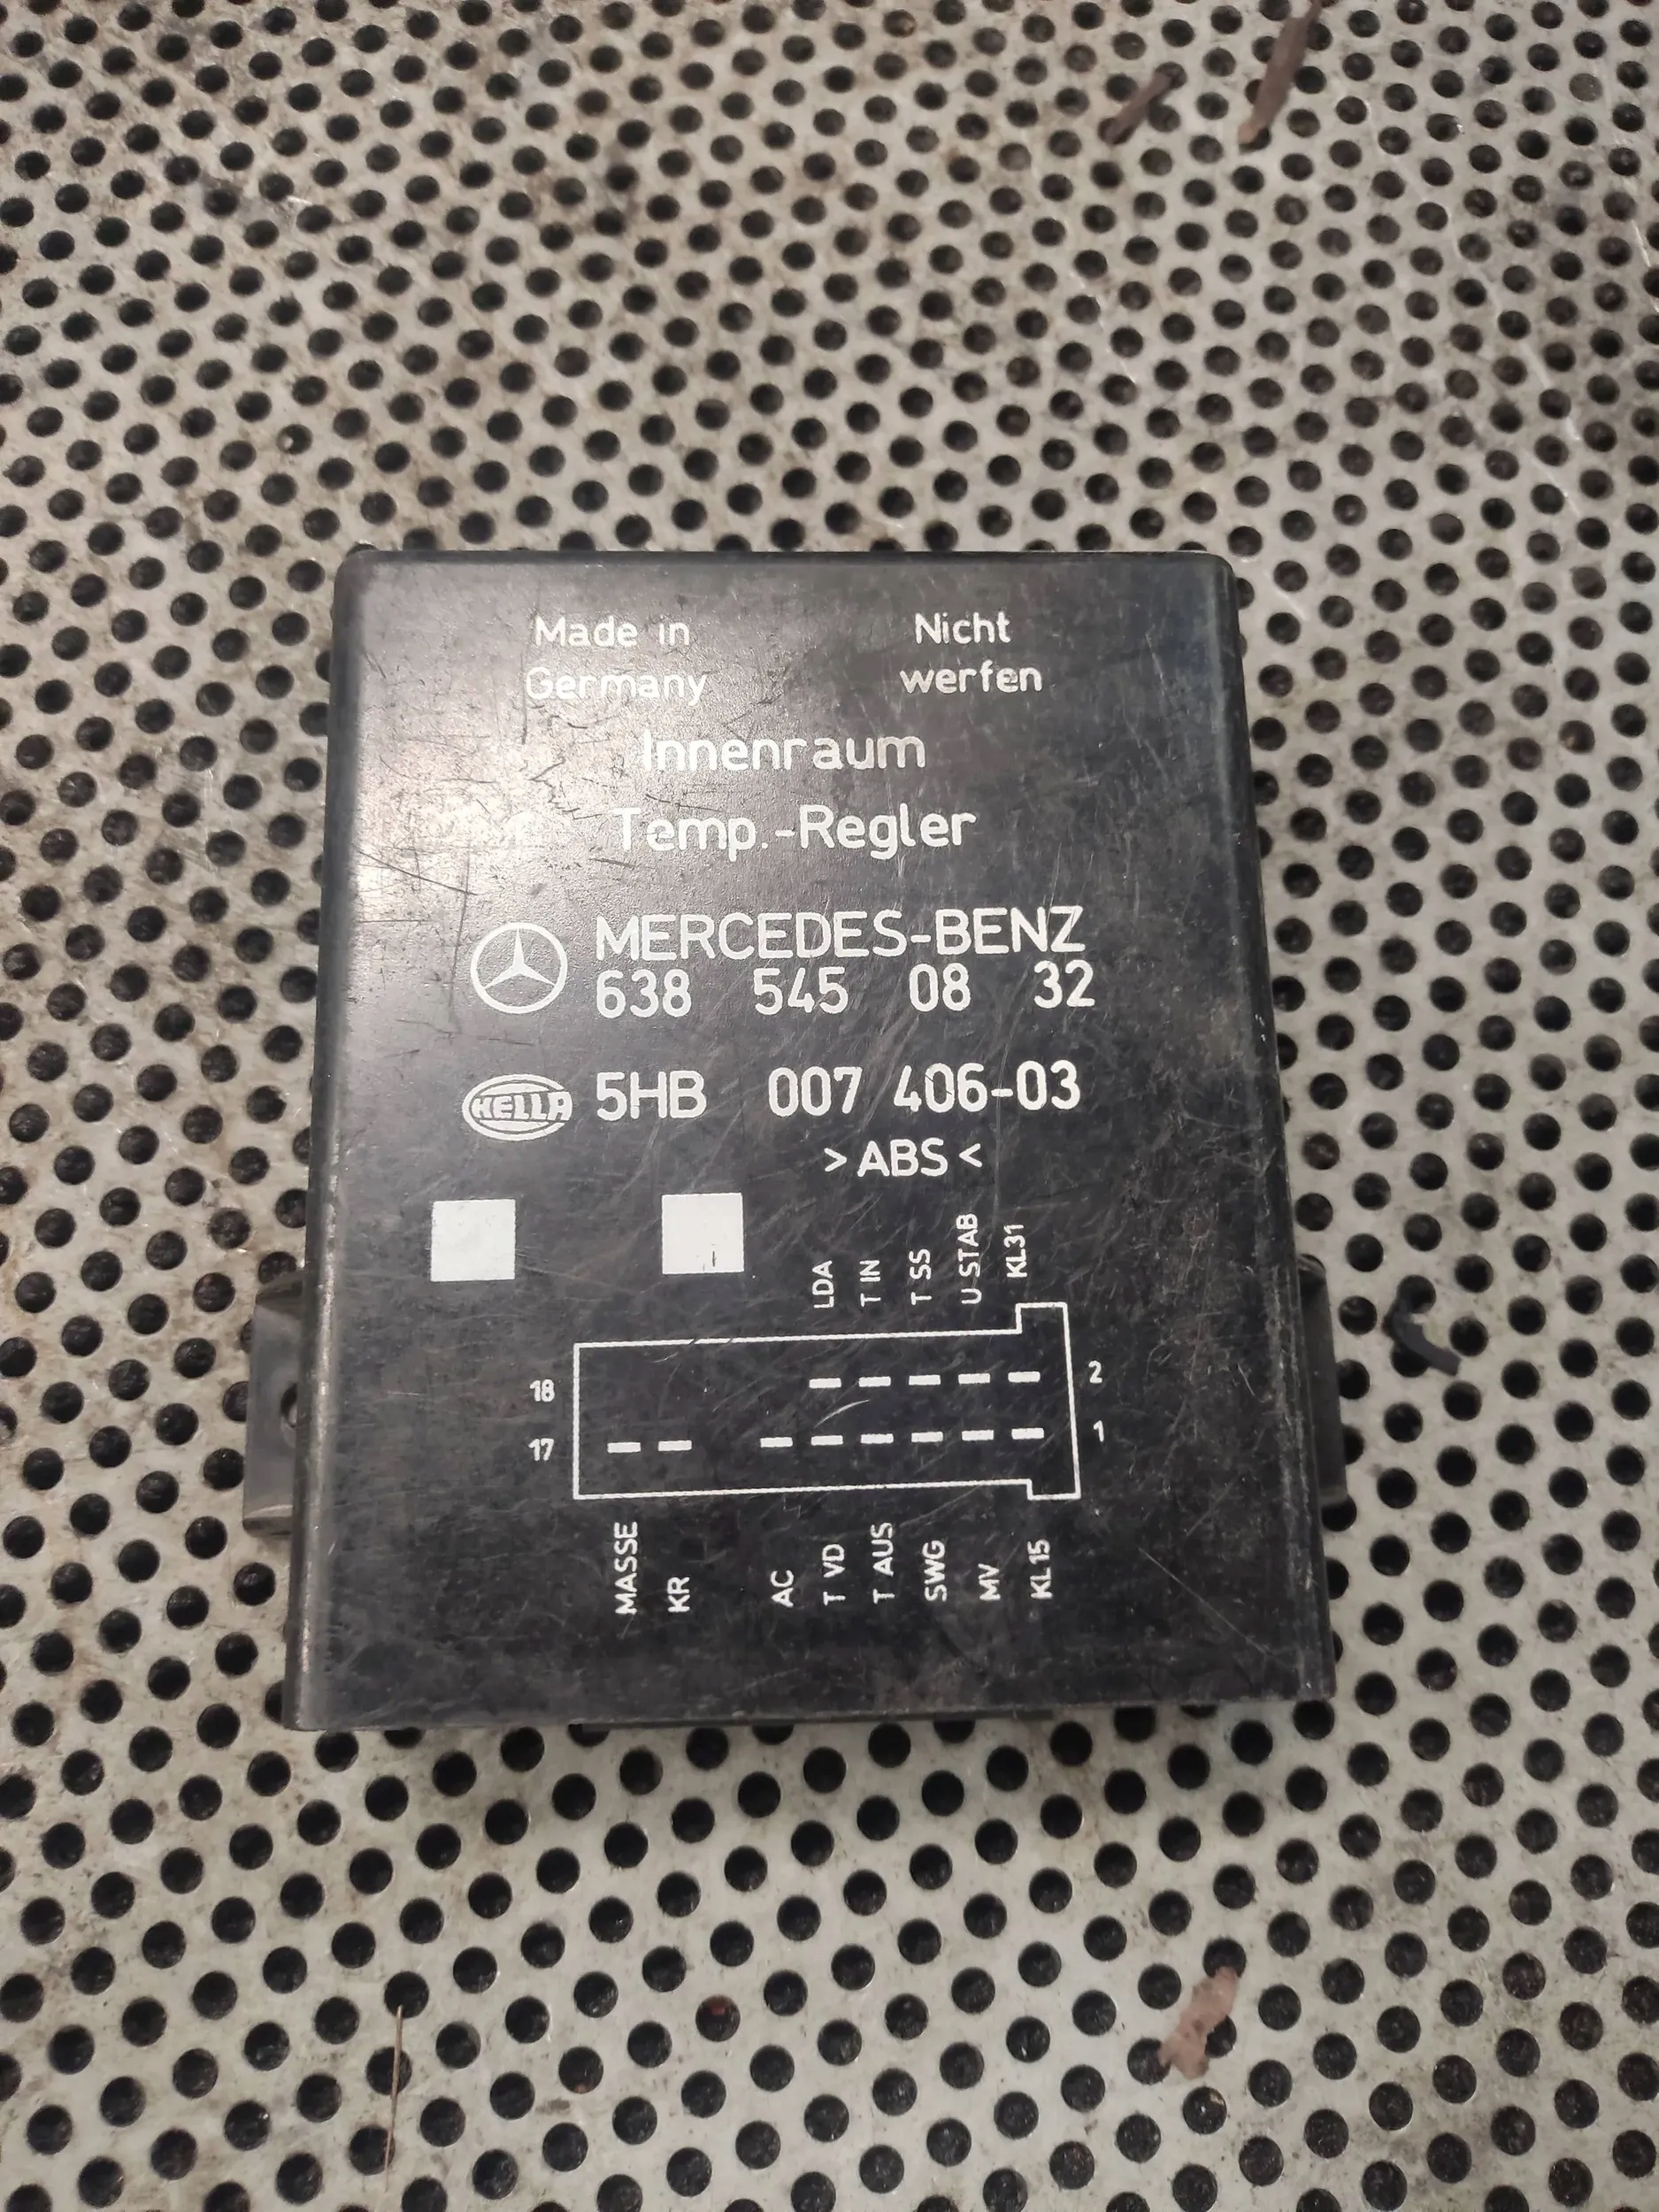 Made in Nicht
Germany werfen
Innenraum
Temp.-Regler
MERCEDES-BENZ
638 545 08 32
HELLA 5HB 007 406-03
>ABS<
LDA T IN T SS U STAB KL31
18 2
17 1
MASSE KR AC T VD T AUS SWG MV KL15